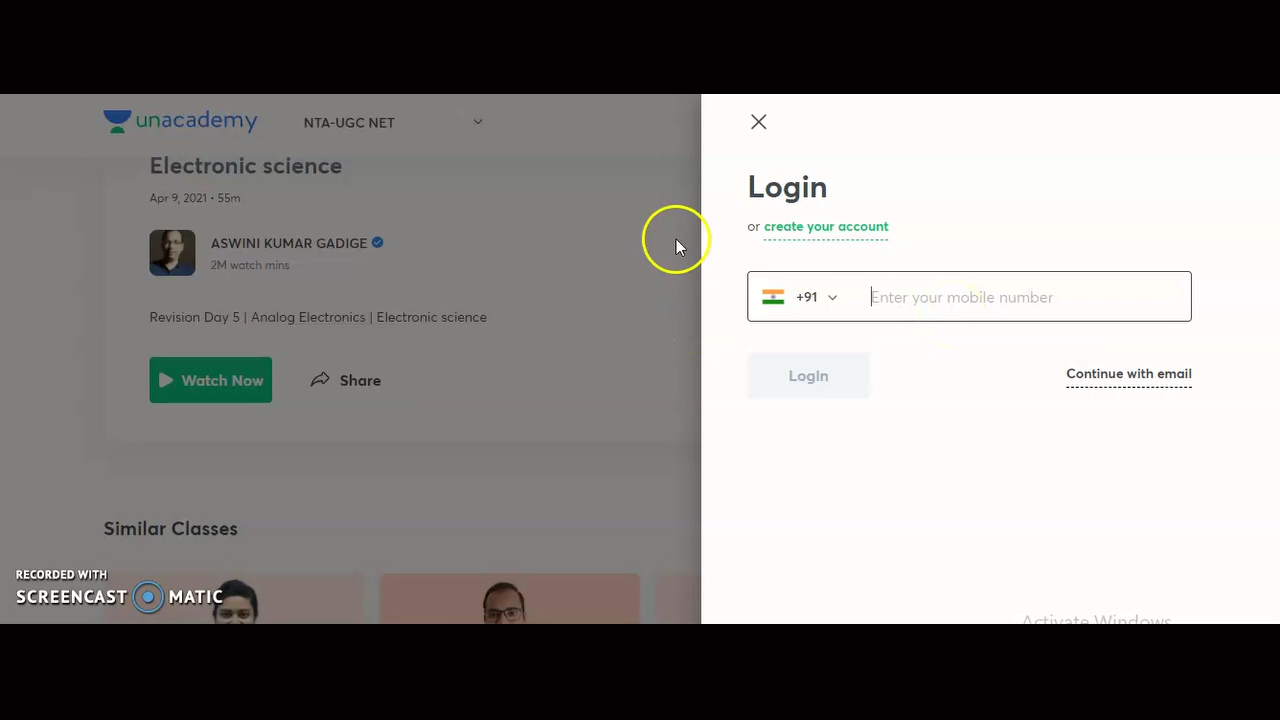 unacademy
NTA-UGC NET
Electronic science
Apr 9, 2021 • 55m
ASWINI KUMAR GADIGE
2M watch mins
Revision Day 5 | Analog Electronics | Electronic science
Watch Now
Share
Similar Classes
RECORDED WITH
SCREENCAST MATIC
Login
or create your account
+91 Enter your mobile number
Login
Continue with email
Activate Windows